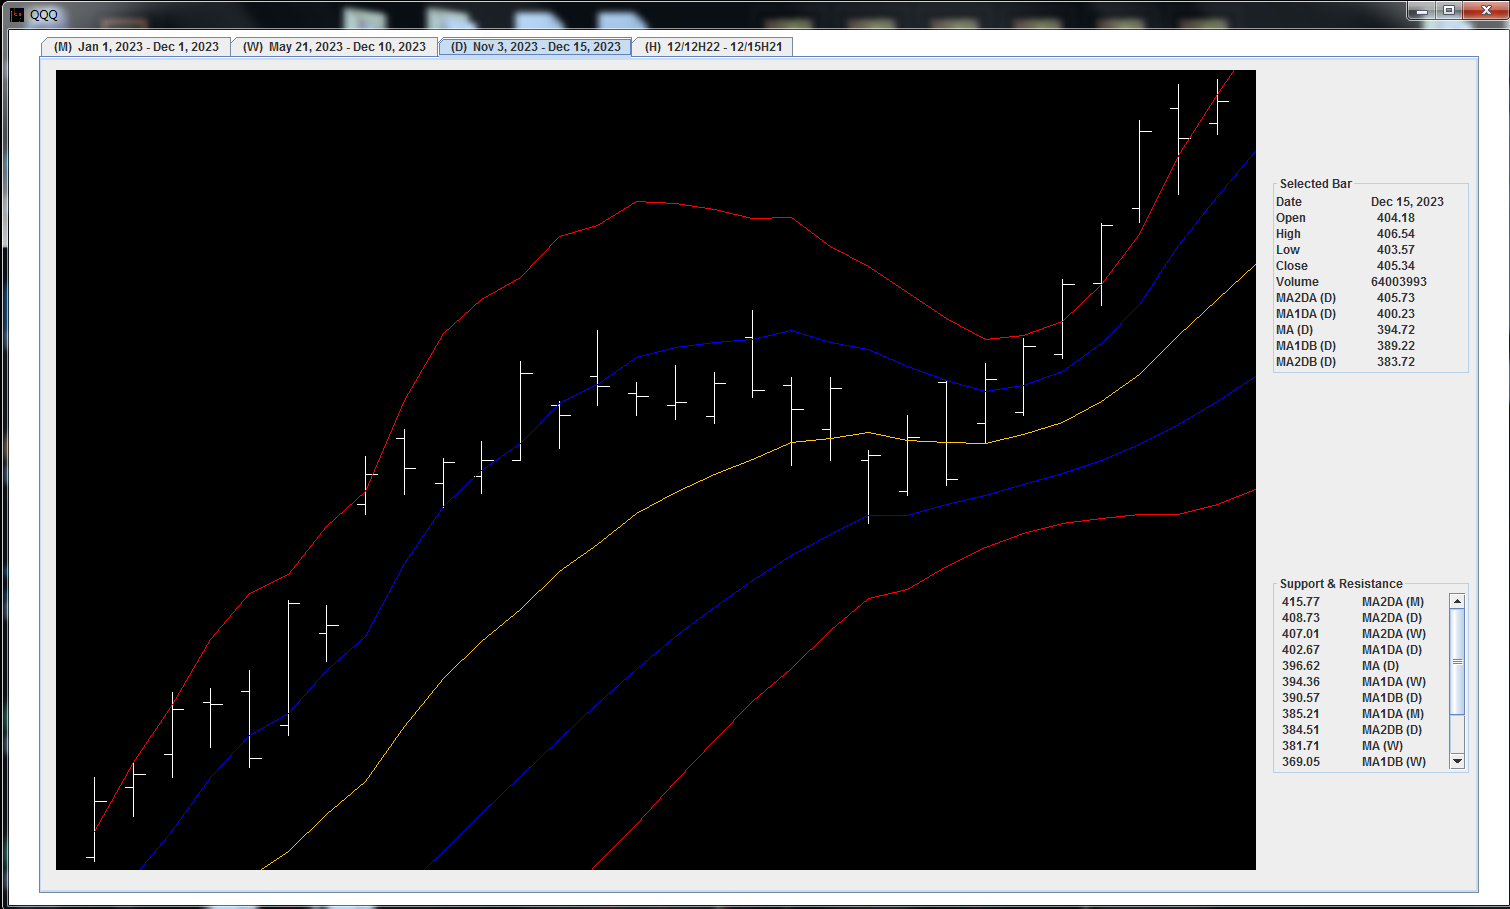 QQQ
(M) Jan 1, 2023 - Dec 1, 2023 (W) May 21, 2023 - Dec 10, 2023 (D) Nov 3, 2023 - Dec 15, 2023 (H) 12/12H22 - 12/15H21
Selected Bar
Date Dec 15, 2023
Open 404.18
High 406.54
Low 403.57
Close 405.34
Volume 64003993
MA2DA (D) 405.73
MA1DA (D) 400.23
MA (D) 394.72
MA1DB (D) 389.22
MA2DB (D) 383.72
Support & Resistance
415.77 MA2DA (M)
408.73 MA2DA (D)
407.01 MA2DA (W)
402.67 MA1DA (D)
396.62 MA (D)
394.36 MA1DA (W)
390.57 MA1DB (D)
385.21 MA1DA (M)
384.51 MA2DB (D)
381.71 MA (W)
369.05 MA1DB (W)